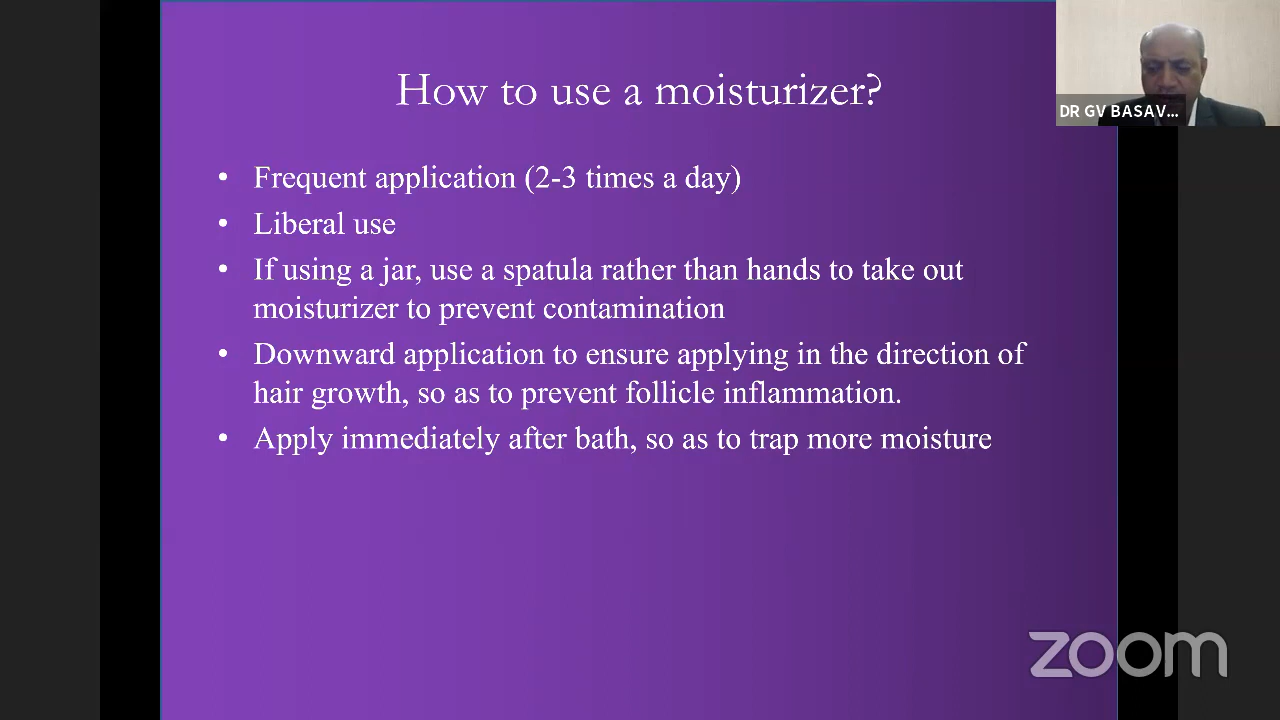 How to use a moisturizer?
DR GV BASAV...
• Frequent application (2-3 times a day)
• Liberal use
• If using a jar, use a spatula rather than hands to take out
moisturizer to prevent contamination
• Downward application to ensure applying in the direction of
hair growth, so as to prevent follicle inflammation.
• Apply immediately after bath, so as to trap more moisture
zoom